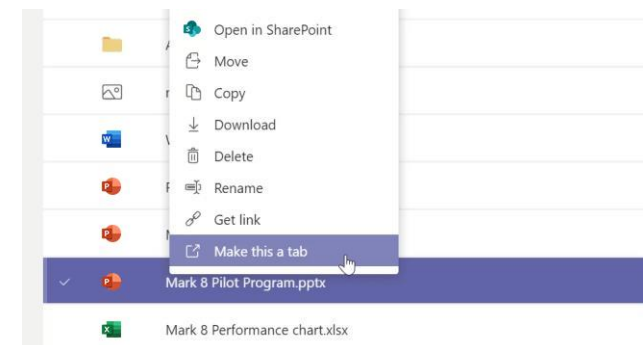 Open in SharePoint
Move
Copy
Download
Delete
Rename
Get link
Make this a tab
Mark 8 Pilot Program.pptx
Mark 8 Performance chart.xlsx